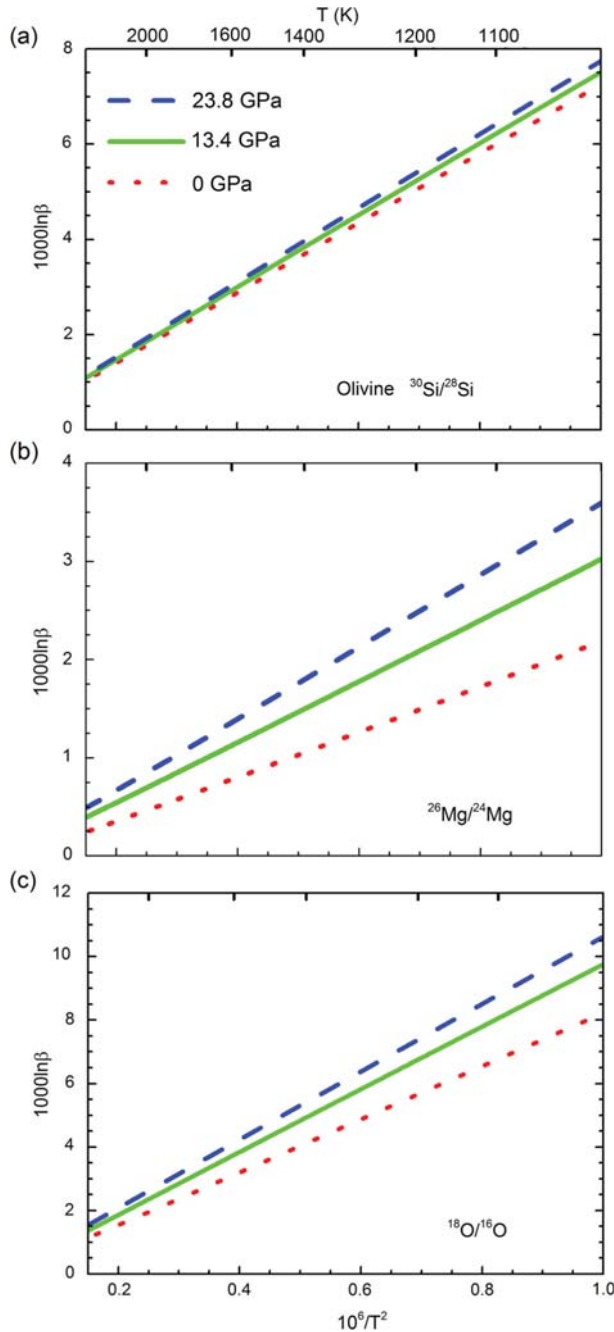 T (K)
(a)
2000 1600 1400 1200 1100
8
23.8 GPa
6
13.4 GPa
0 GPa
1000lnβ
4
2
Olivine ³⁰Si/²⁸Si
0
(b)
4
3
1000lnβ
2
1
²⁶Mg/²⁴Mg
0
(c)
12
10
8
1000lnβ
6
4
2
¹⁸O/¹⁶O
0
0.2 0.4 0.6 0.8 1.0
10⁶/T²